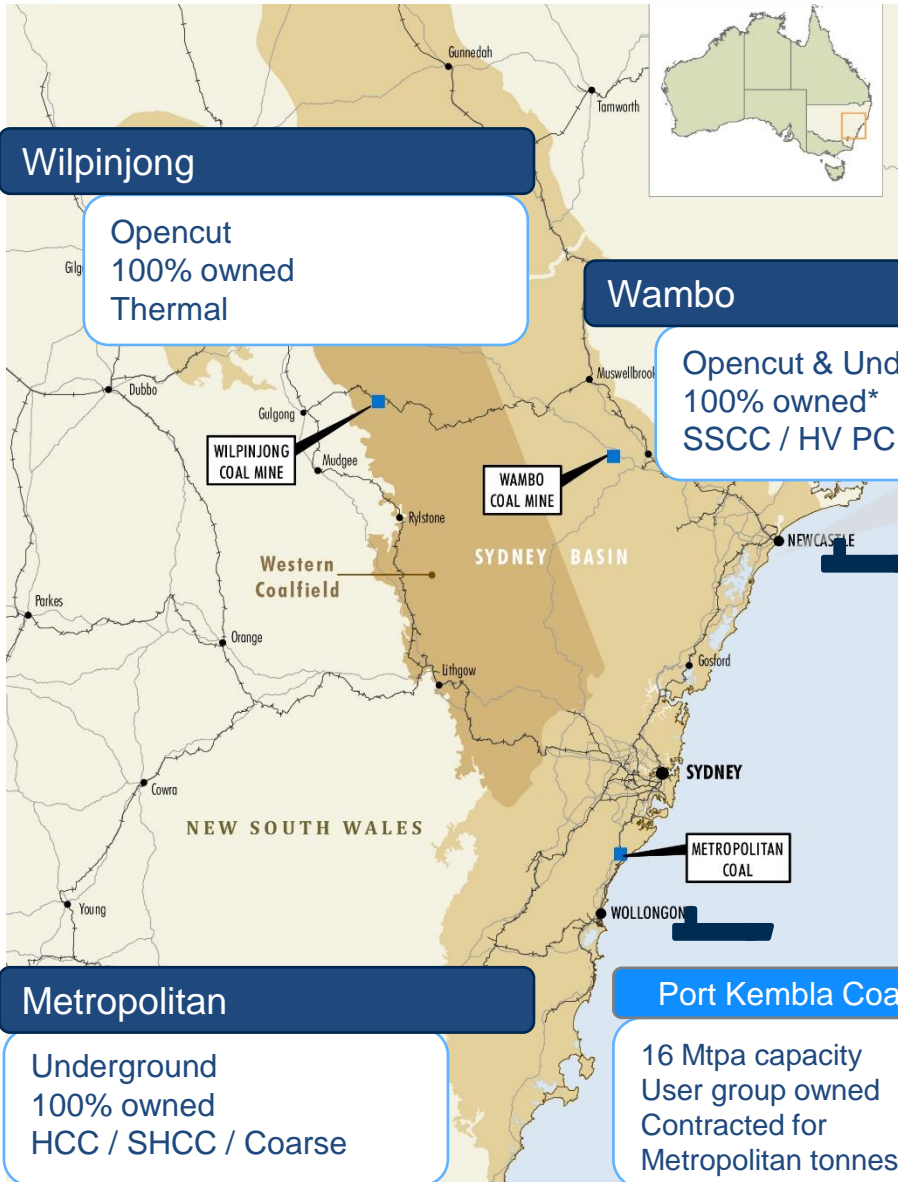 Gunnedah
Tamworth
Wilpinjong
Opencut
100% owned
Thermal
Wambo
Opencut & Und
100% owned*
SSCC / HV PC
Dubbo
Muswellbrook
Gulgong
WILPINJONG
COAL MINE
Mudgee
WAMBO
COAL MINE
Rylstone
SYDNEY BASIN
NEWCASTLE
Western
Coalfield
Parkes
Orange
Gosford
Lithgow
SYDNEY
Cowra
NEW SOUTH WALES
METROPOLITAN
COAL
Young
WOLLONGON
Metropolitan
Underground
100% owned
HCC / SHCC / Coarse
Port Kembla Coa
16 Mtpa capacity
User group owned
Contracted for
Metropolitan tonnes